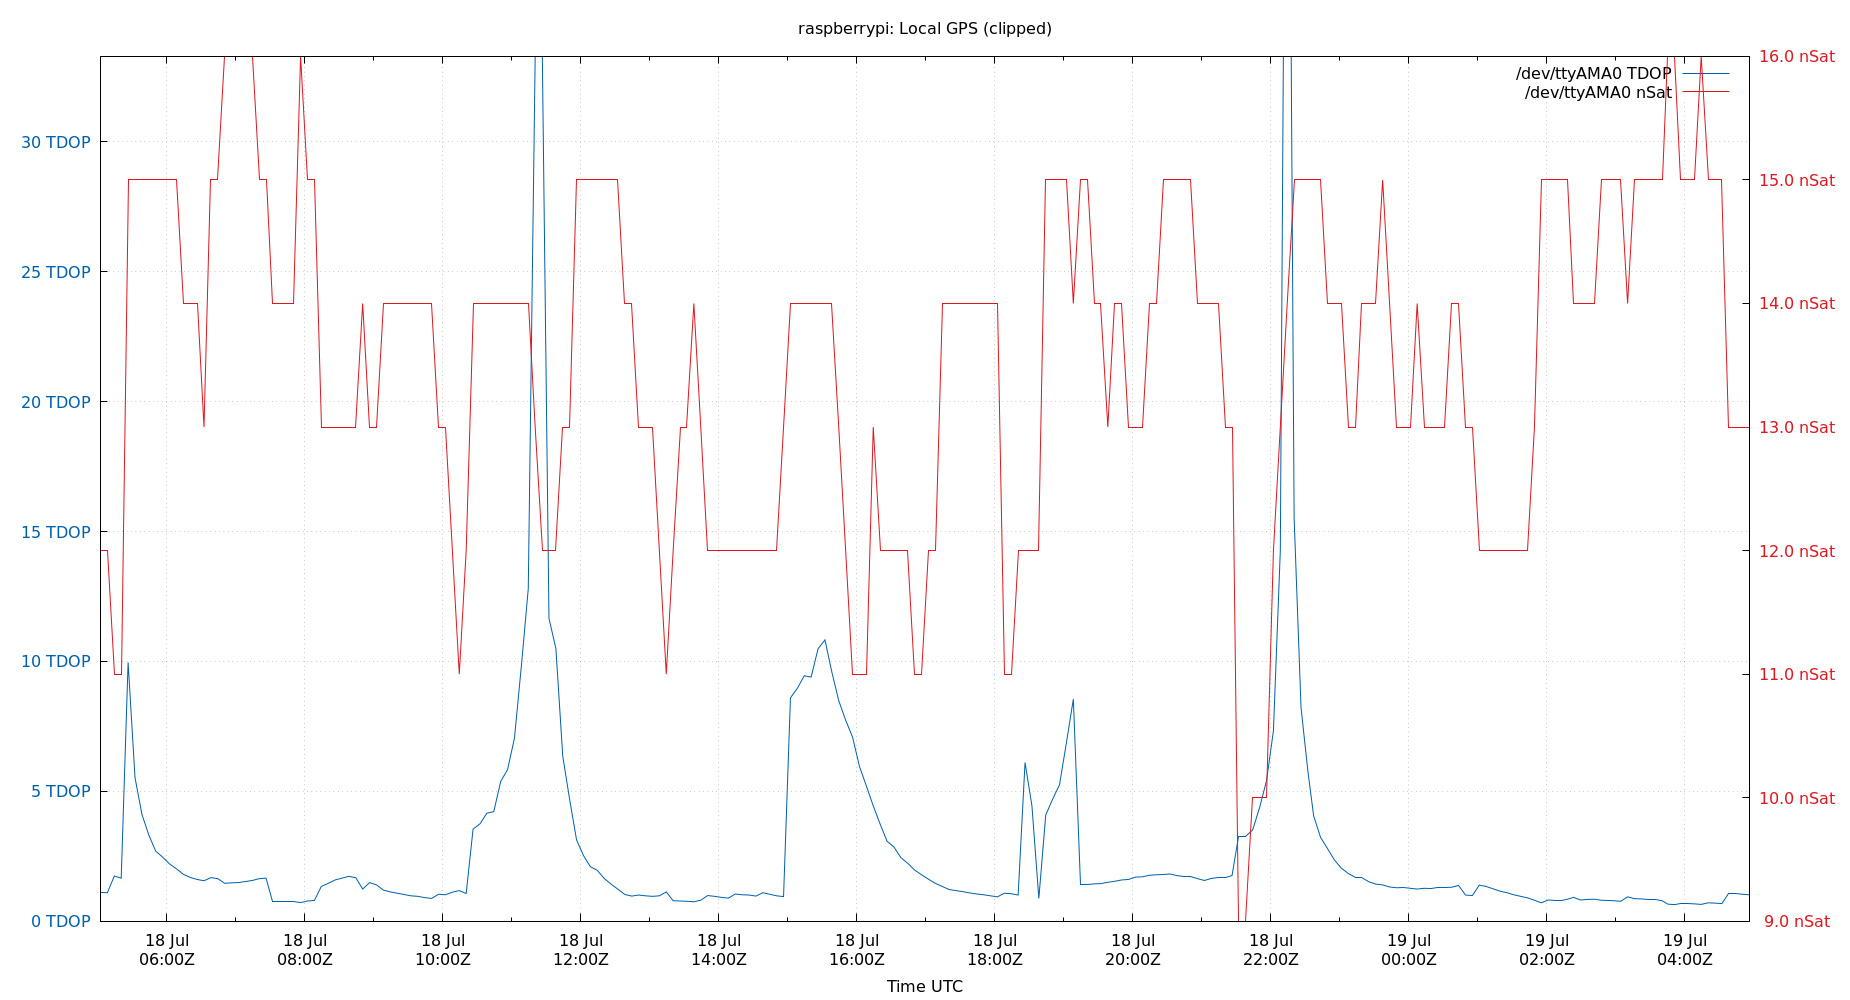 raspberrypi: Local GPS (clipped)
/dev/ttyAMA0 TDOP
/dev/ttyAMA0 nSat
30 TDOP
25 TDOP
20 TDOP
15 TDOP
10 TDOP
5 TDOP
0 TDOP
16.0 nSat
15.0 nSat
14.0 nSat
13.0 nSat
12.0 nSat
11.0 nSat
10.0 nSat
9.0 nSat
18 Jul 18 Jul 18 Jul 18 Jul 18 Jul 18 Jul 18 Jul 18 Jul 18 Jul 19 Jul 19 Jul 19 Jul
06:00Z 08:00Z 10:00Z 12:00Z 14:00Z 16:00Z 18:00Z 20:00Z 22:00Z 00:00Z 02:00Z 04:00Z
Time UTC